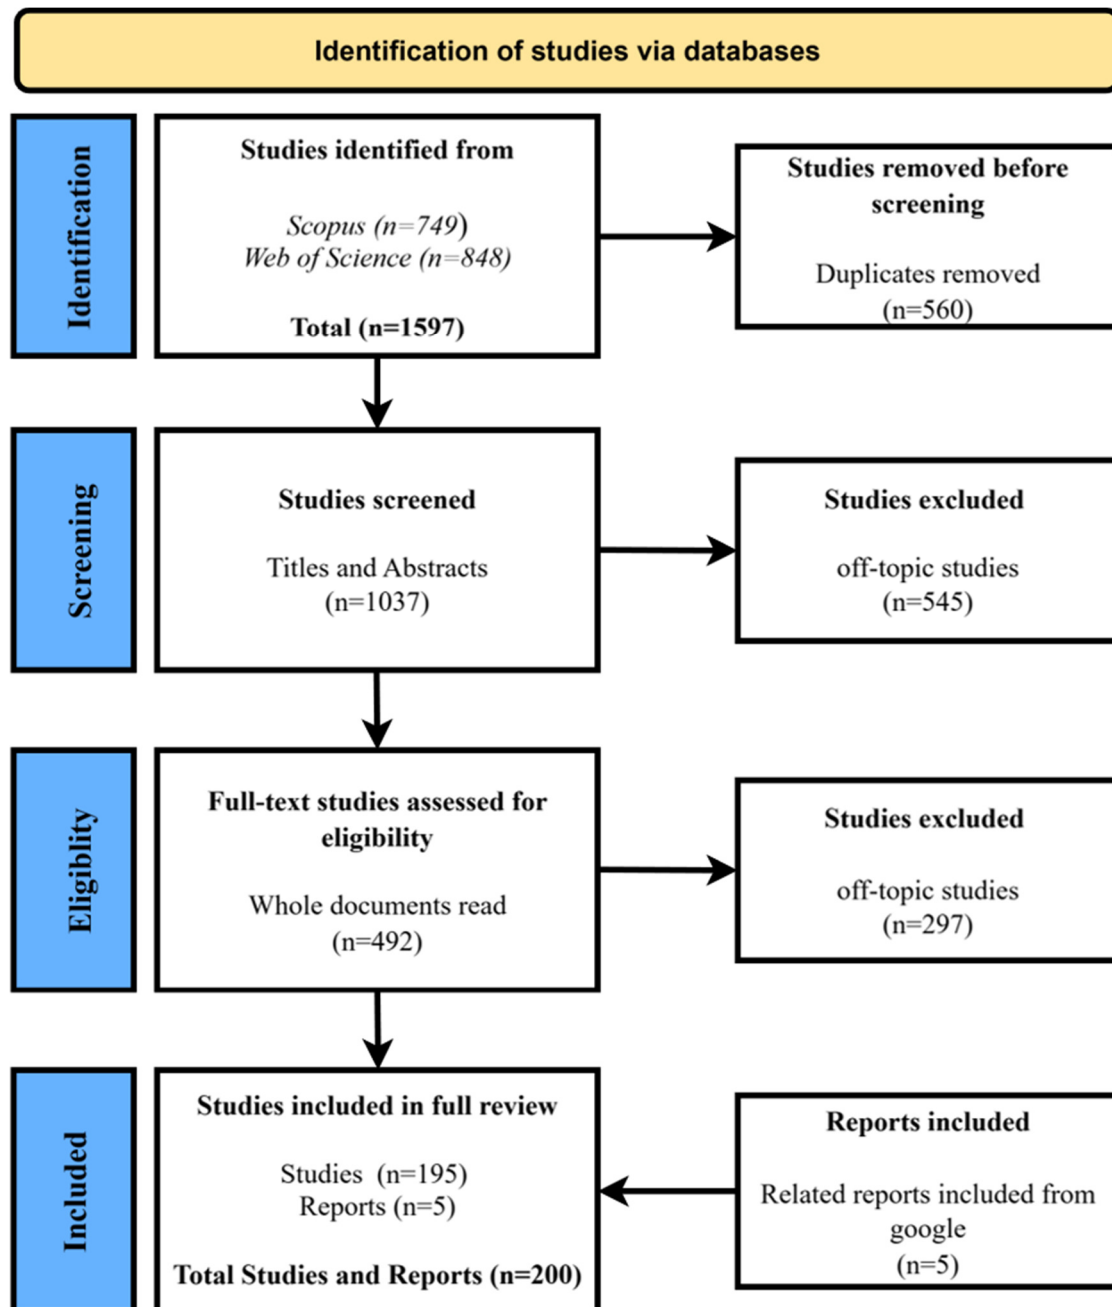 Identification of studies via databases
Identification
Studies identified from
Scopus (n=749)
Web of Science (n=848)
Total (n=1597)
Studies removed before
screening
Duplicates removed
(n=560)
Screening
Studies screened
Titles and Abstracts
(n=1037)
Studies excluded
off-topic studies
(n=545)
Eligiblity
Full-text studies assessed for
eligibility
Whole documents read
(n=492)
Studies excluded
off-topic studies
(n=297)
Included
Studies included in full review
Studies (n=195)
Reports (n=5)
Total Studies and Reports (n=200)
Reports included
Related reports included from
google
(n=5)